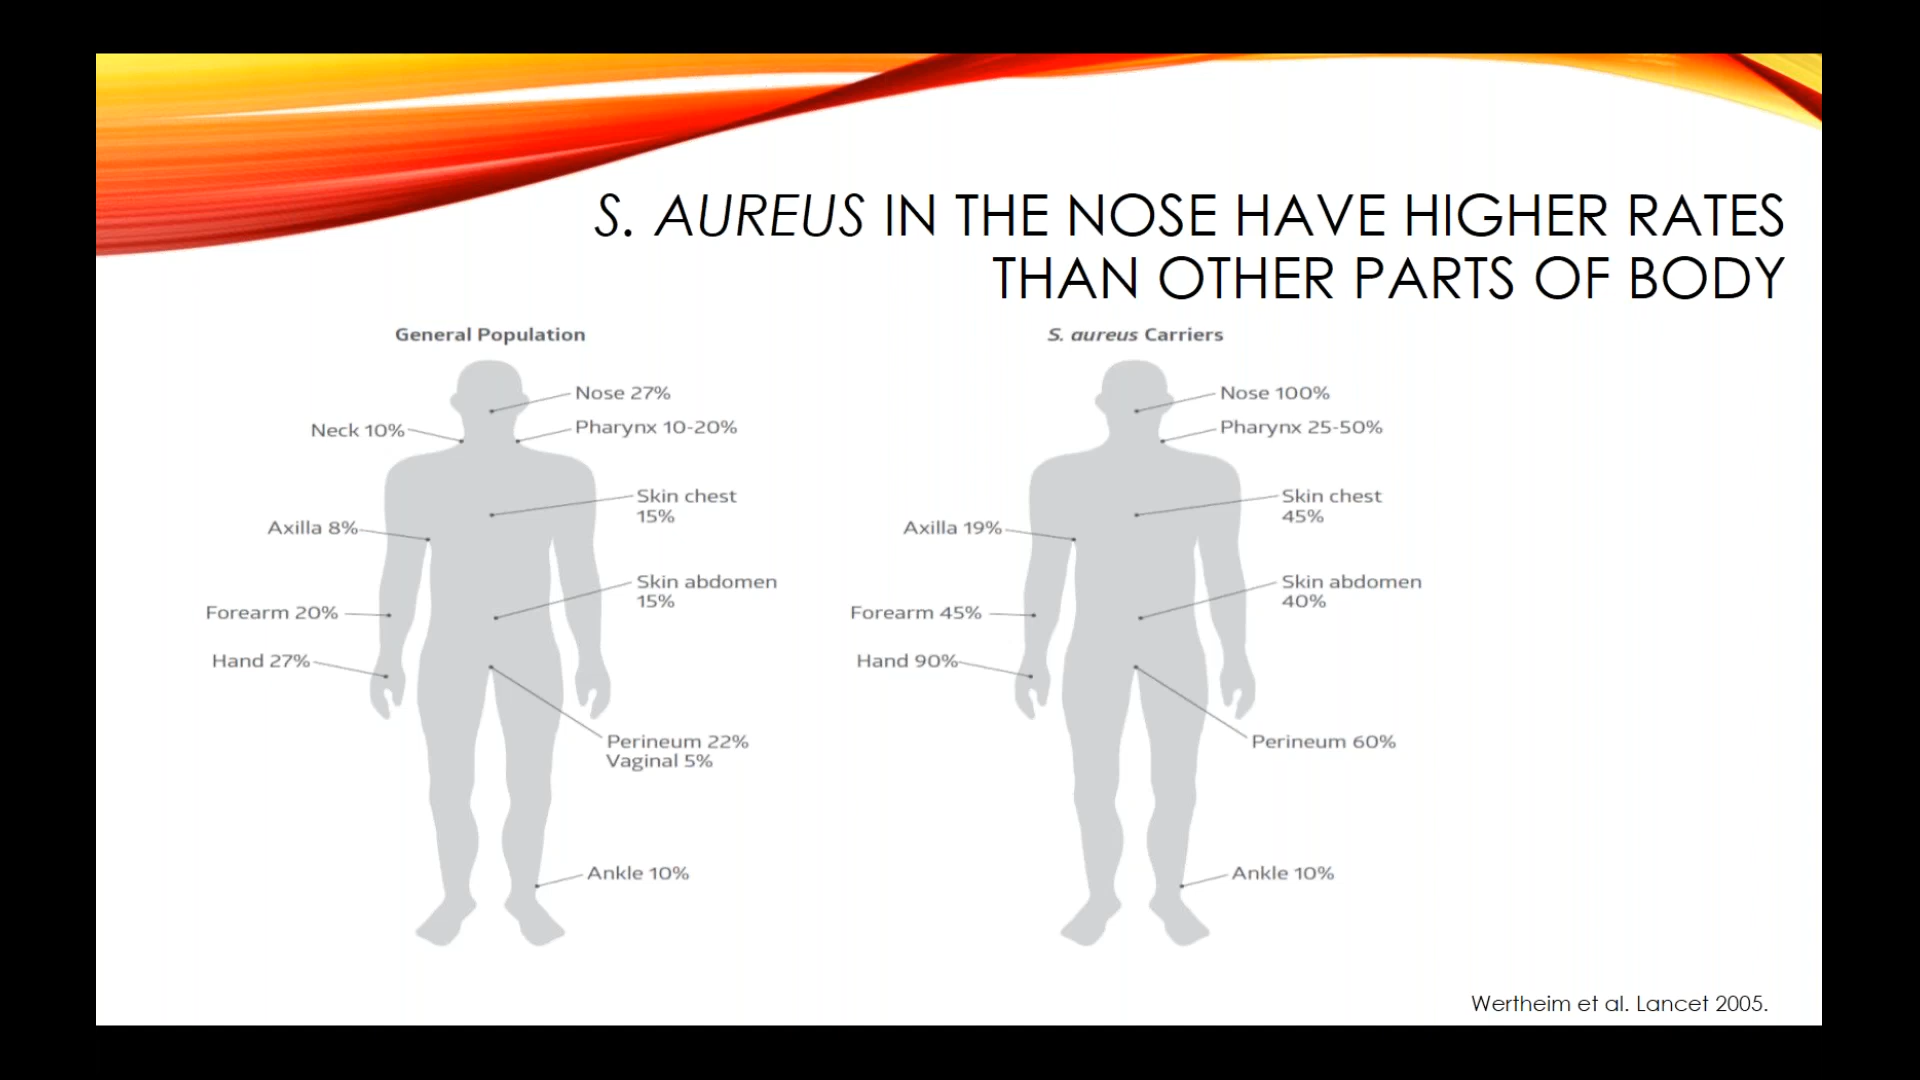 S. AUREUS IN THE NOSE HAVE HIGHER RATES
THAN OTHER PARTS OF BODY
General Population
Nose 27%
Neck 10%
Pharynx 10-20%
Skin chest
15%
Axilla 8%
Skin abdomen
15%
Forearm 20%
Hand 27%
Perineum 22%
Vaginal 5%
Ankle 10%
S. aureus Carriers
Nose 100%
Pharynx 25-50%
Skin chest
45%
Axilla 19%
Skin abdomen
40%
Forearm 45%
Hand 90%
Perineum 60%
Ankle 10%
Wertheim et al. Lancet 2005.